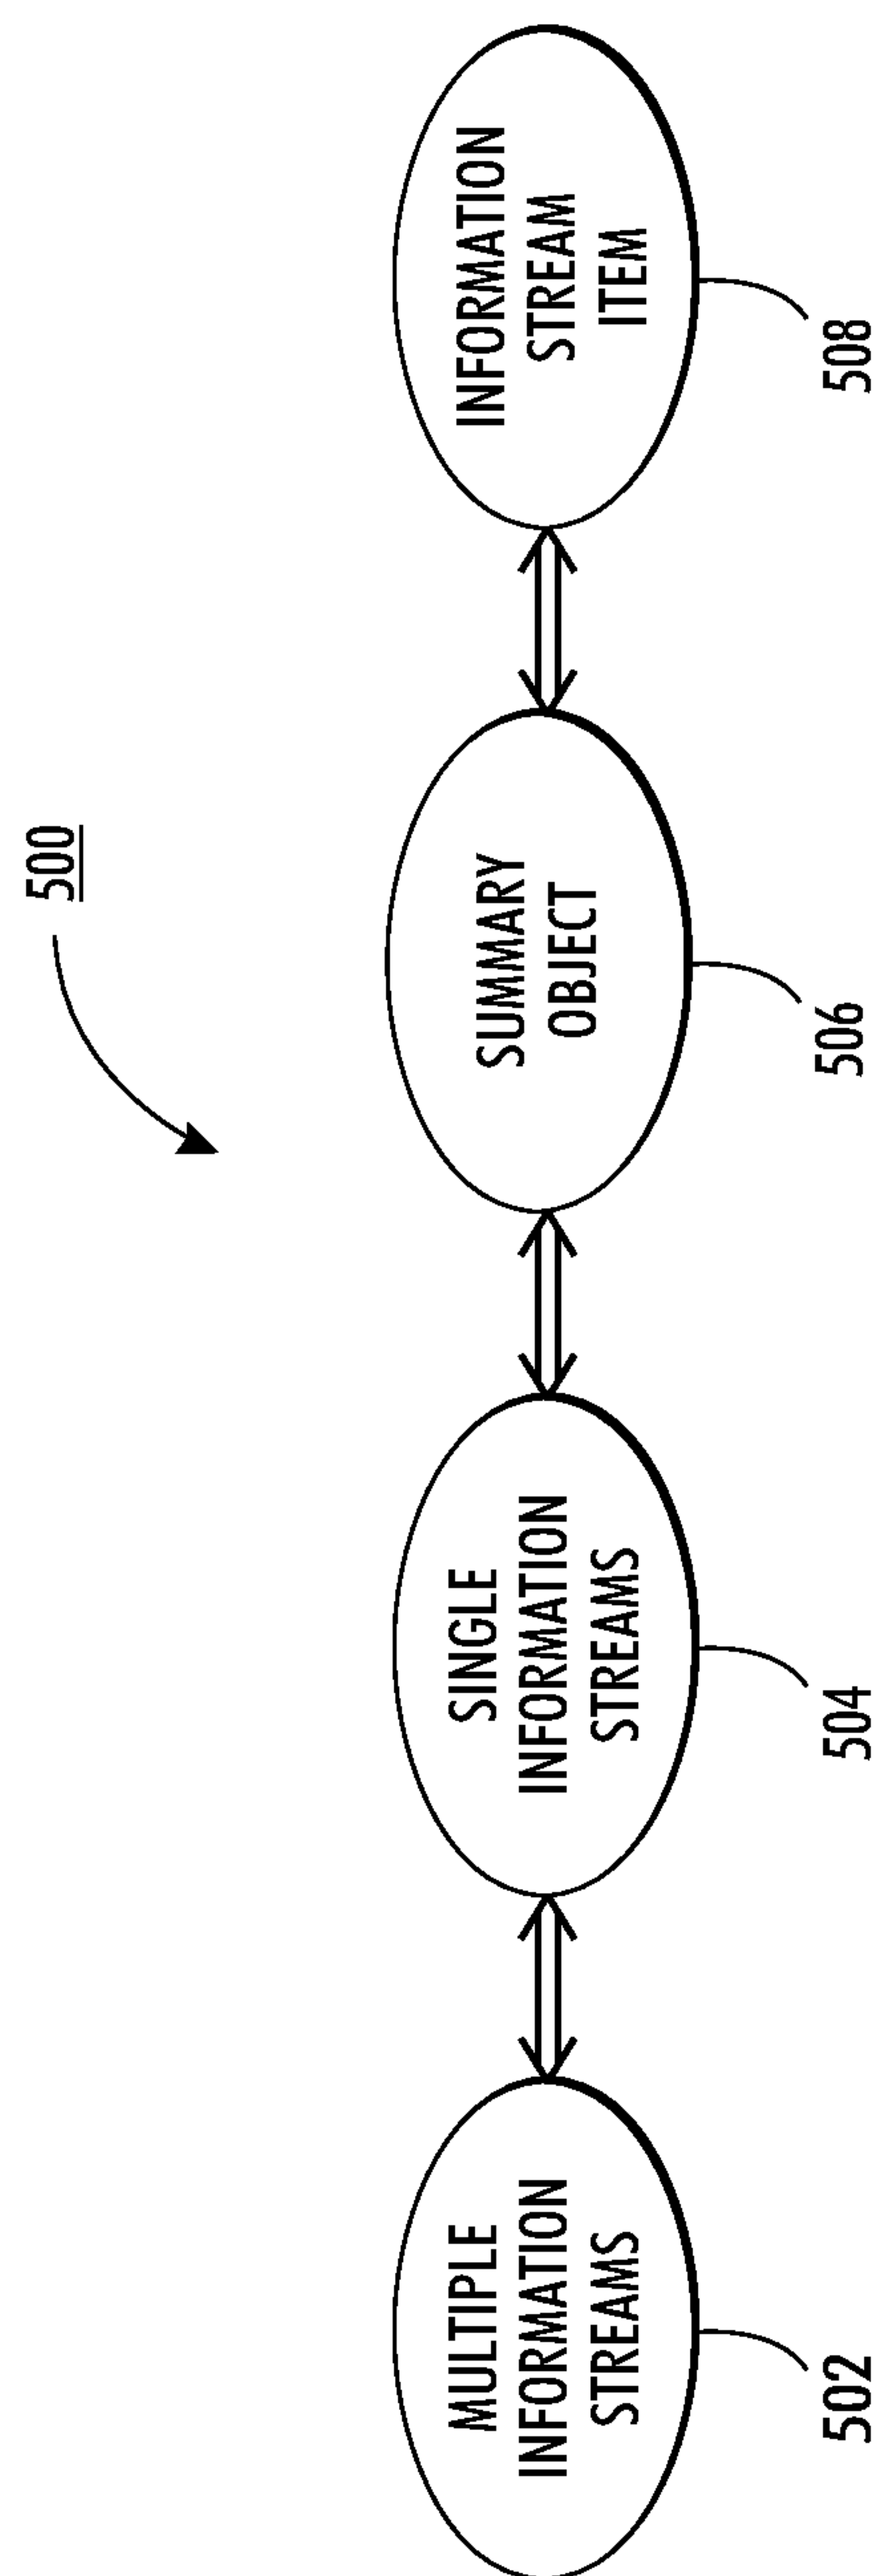 500
MULTIPLE
INFORMATION
STREAMS
502
SINGLE
INFORMATION
STREAMS
504
SUMMARY
OBJECT
506
INFORMATION
STREAM
ITEM
508